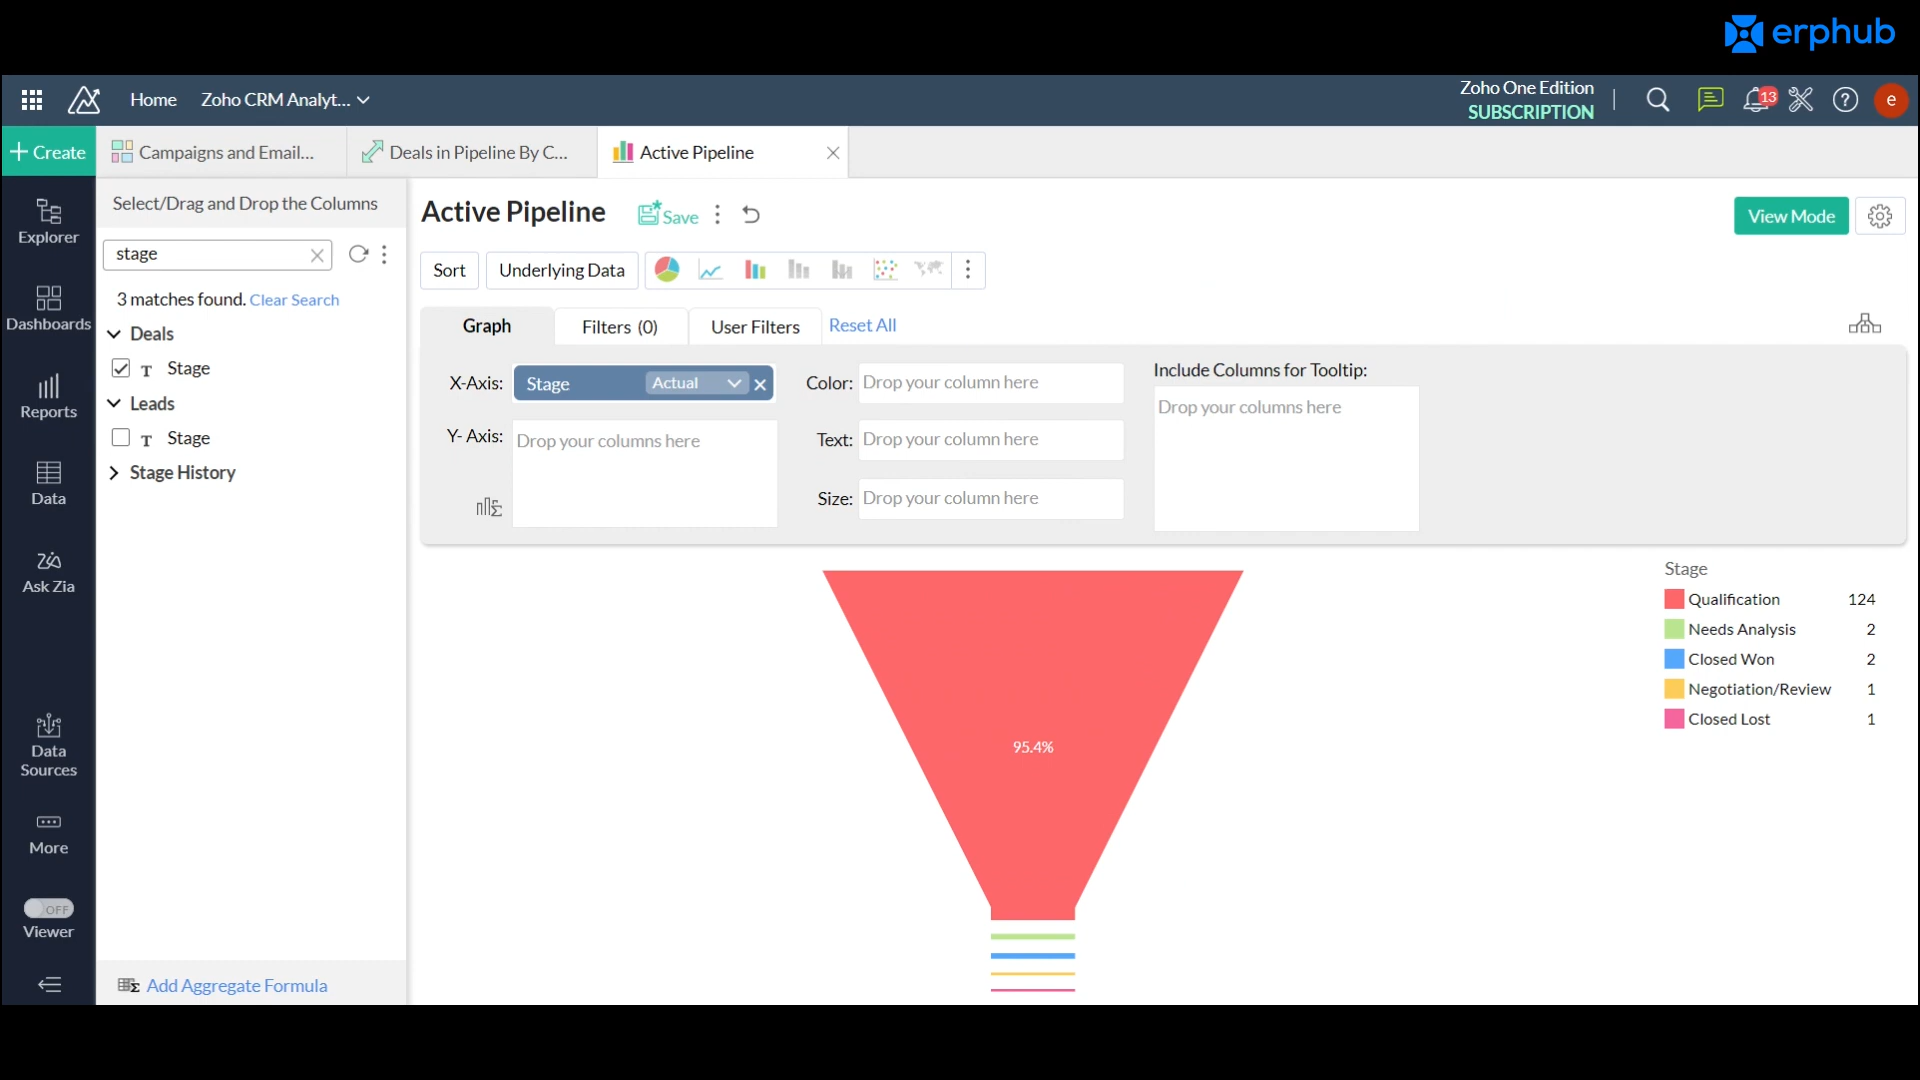 erphub
Home
Zoho CRM Analyt...
Zoho One Edition
SUBSCRIPTION
13
e
Create
Campaigns and Email...
Deals in Pipeline By C...
Active Pipeline
Explorer
Dashboards
Reports
Data
Ask Zia
Data
Sources
More
OFF
Viewer
Select/Drag and Drop the Columns
stage
3 matches found. Clear Search
Deals
T Stage
Leads
T Stage
Stage History
Add Aggregate Formula
Active Pipeline
Save
View Mode
Sort
Underlying Data
Graph
Filters (0)
User Filters
Reset All
X-Axis:
Stage
Actual
Y- Axis:
Drop your columns here
Color:
Drop your column here
Text:
Drop your column here
Size:
Drop your column here
Include Columns for Tooltip:
Drop your columns here
95.4%
Stage
Qualification 124
Needs Analysis 2
Closed Won 2
Negotiation/Review 1
Closed Lost 1